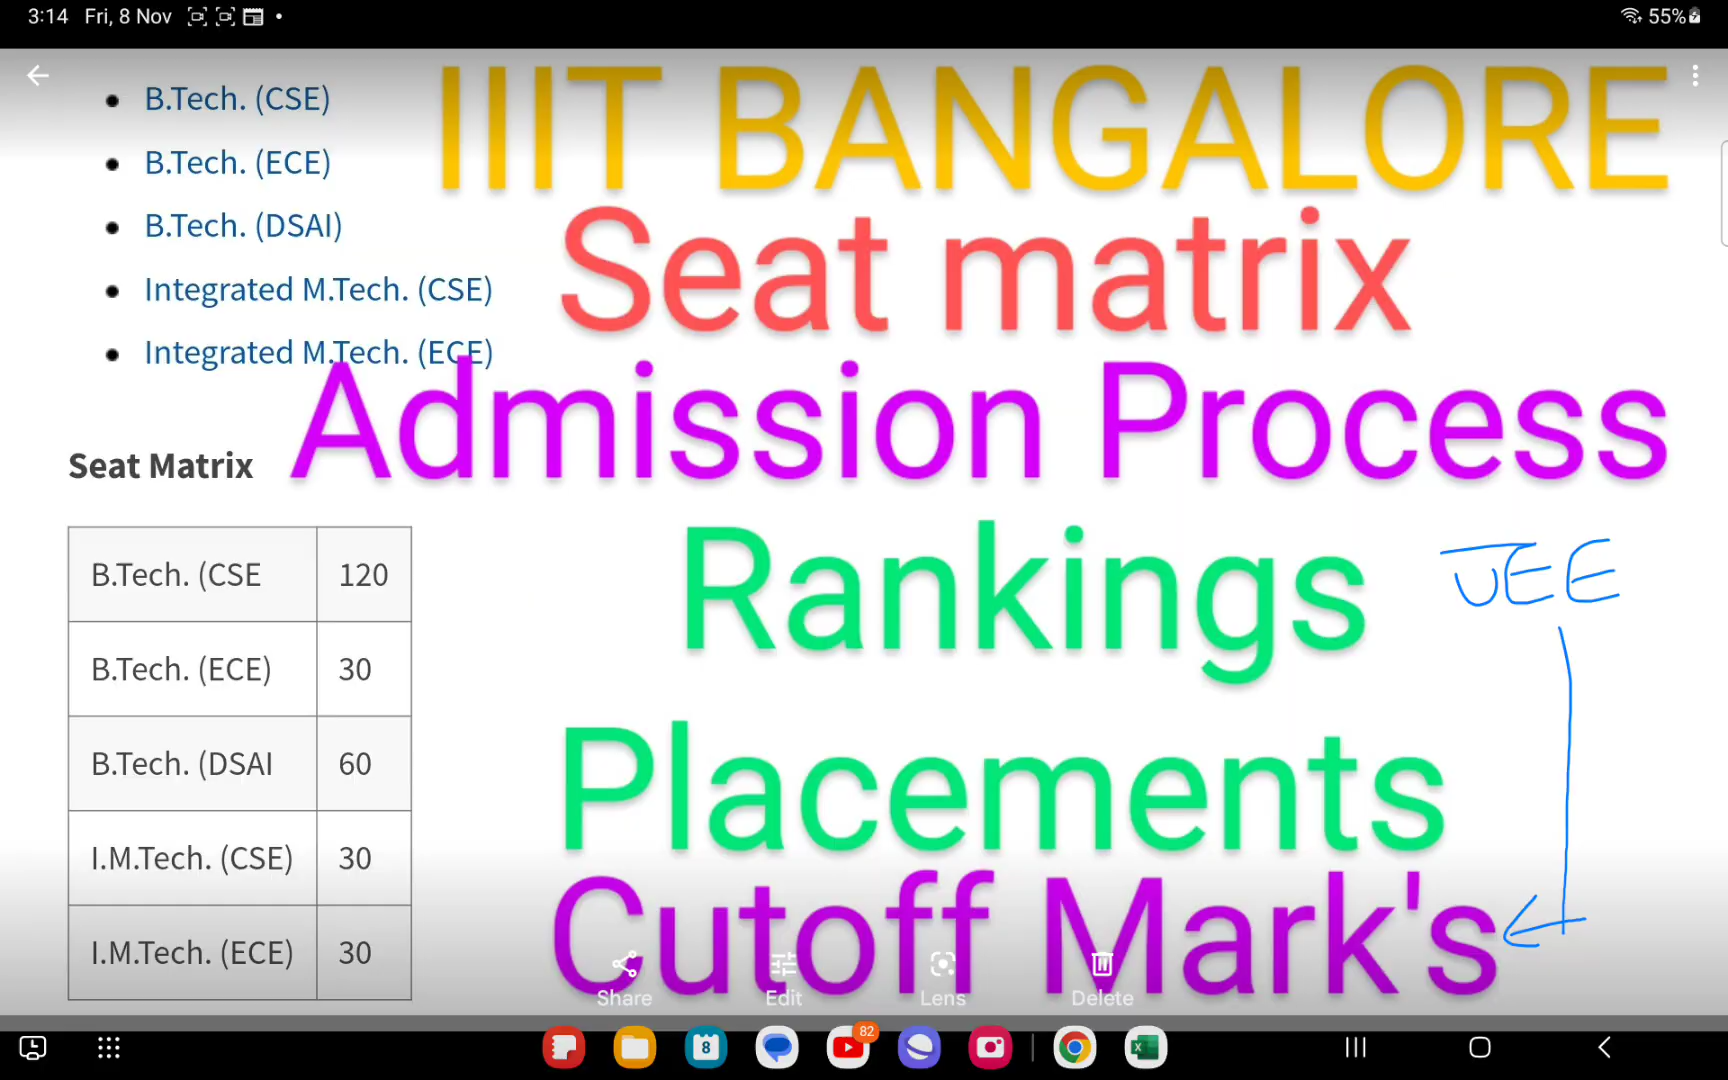 3:14 Fri, 8 Nov
55%
B.Tech. (CSE)
B.Tech. (ECE)
B.Tech. (DSAI)
Integrated M.Tech. (CSE)
Integrated M.Tech. (ECE)
IIIT BANGALORE
Seat matrix
Admission Process
Rankings
Placements
Cutoff Mark's
JEE
Seat Matrix
B.Tech. (CSE 120
B.Tech. (ECE) 30
B.Tech. (DSAI 60
I.M.Tech. (CSE) 30
I.M.Tech. (ECE) 30
Share Edit Lens Delete
8 82